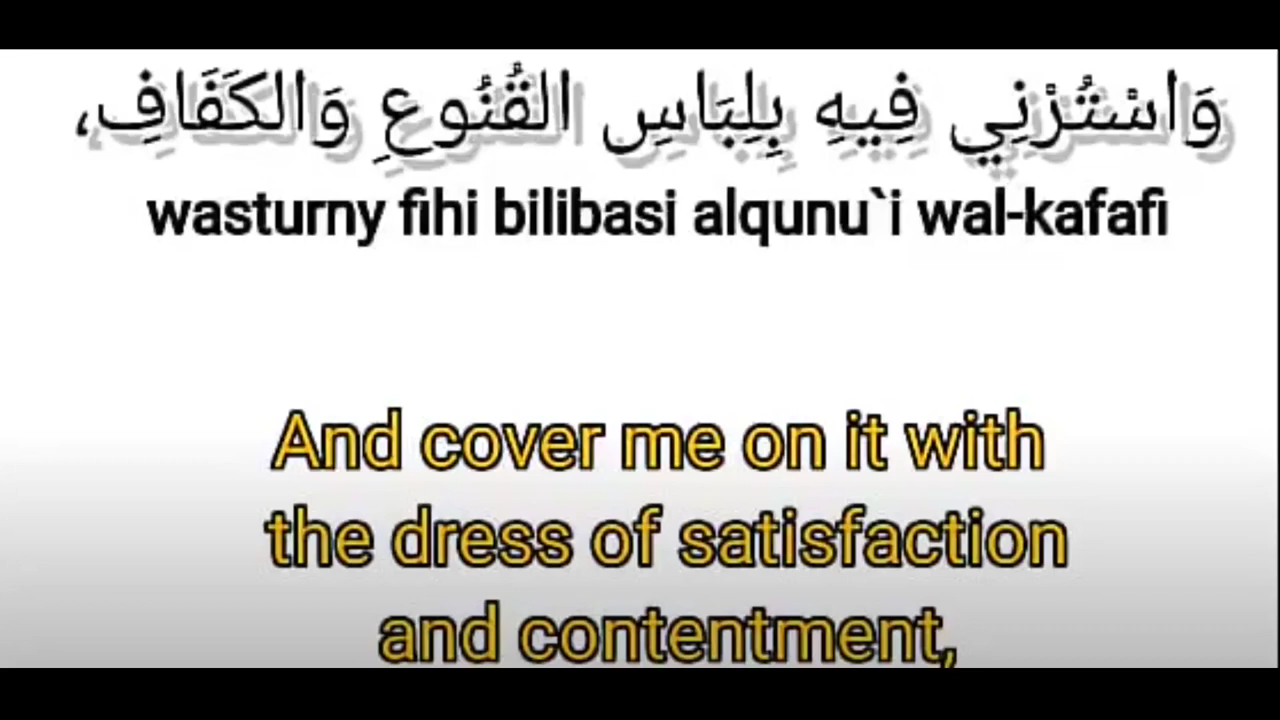 وَاسْتُرْنِي فِيهِ بِلِبَاسِ القُنُوعِ وَالكَفَافِ،
wasturny fihi bilibasi alqunu`i wal-kafafi
And cover me on it with
the dress of satisfaction
and contentment,